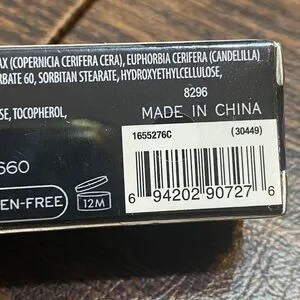 AX (COPERNICIA CERIFERA CERA), EUPHORBIA CERIFERA (CANDELILLA)
RBATE 60, SORBITAN STEARATE, HYDROXYETHYLCELLULOSE,
8296
SE, TOCOPHEROL,
MADE IN CHINA
1655276C (30449)
660
EN-FREE
12M
6 94202 90727 6